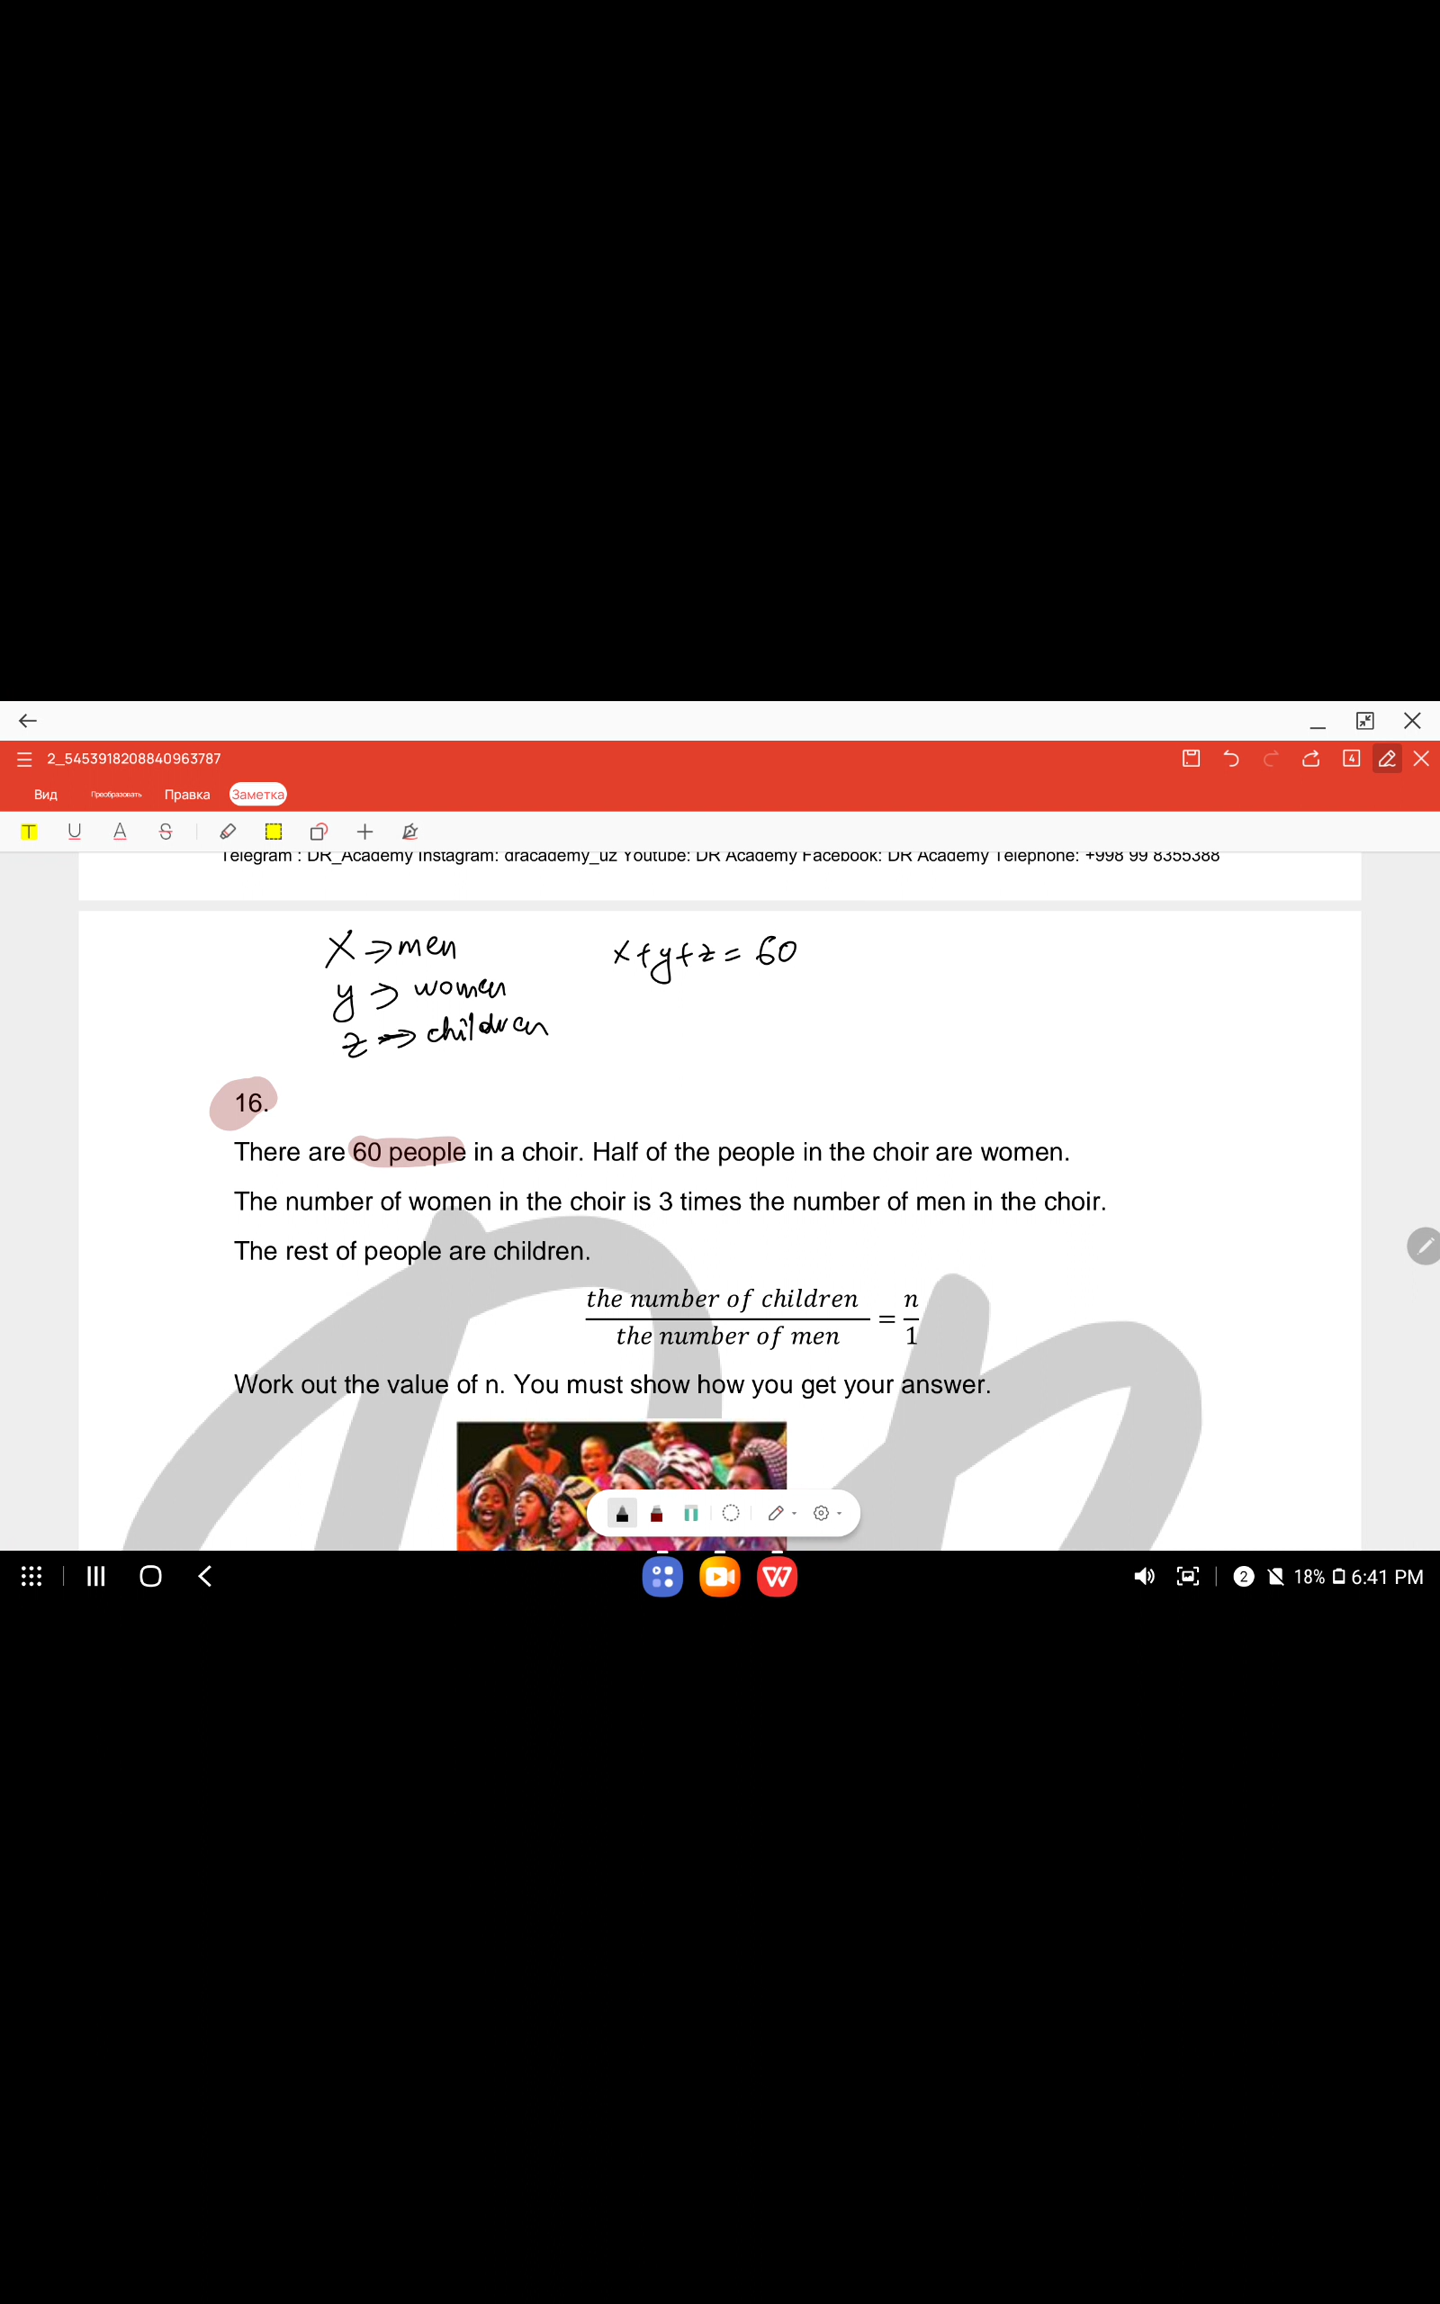 2_5453918208840963787
4
Вид Преобразовать Правка Заметка
T U A S
Telegram : DR_Academy Instagram: dracademy_uz Youtube: DR Academy Facebook: DR Academy Telephone: +998 99 8355388
x ⇒ men x+y+z = 60
y ⇒ women
z ⇒ children
16.
There are 60 people in a choir. Half of the people in the choir are women.
The number of women in the choir is 3 times the number of men in the choir.
The rest of people are children.
the number of children / the number of men = n/1
Work out the value of n. You must show how you get your answer.
2 18% 6:41 PM